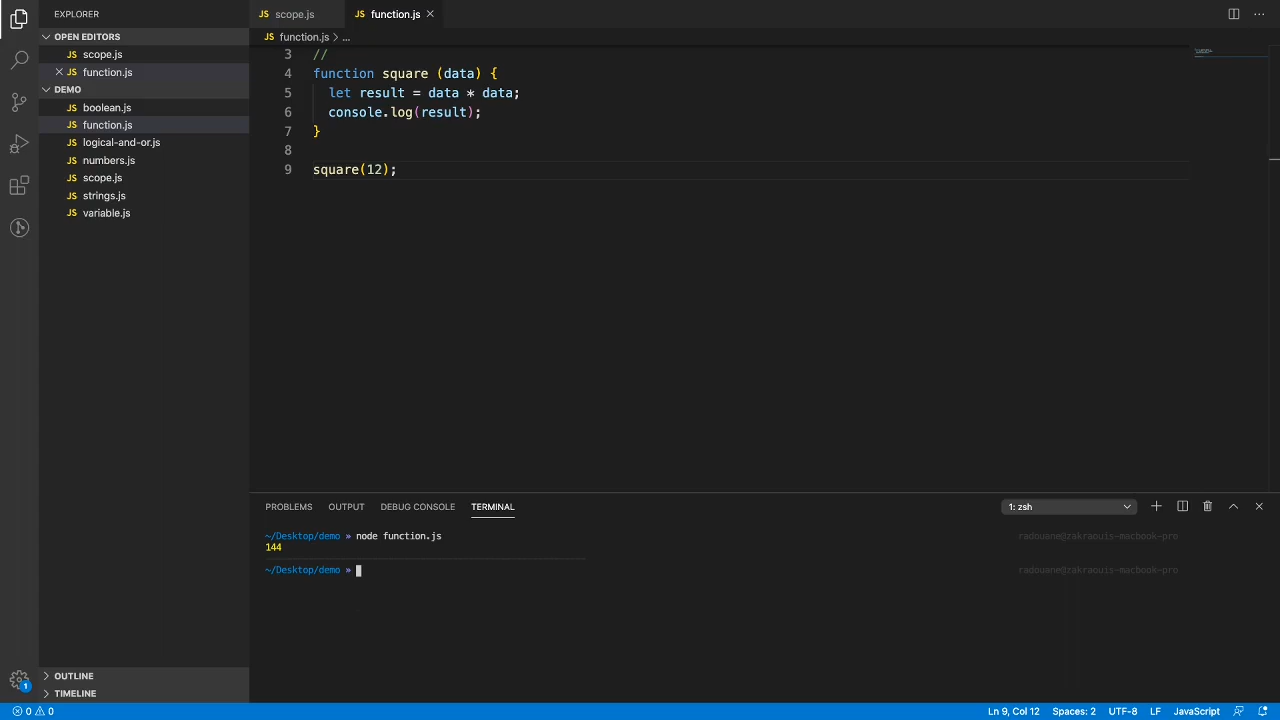 EXPLORER
OPEN EDITORS
JS scope.js
JS function.js
DEMO
JS boolean.js
JS function.js
JS logical-and-or.js
JS numbers.js
JS scope.js
JS strings.js
JS variable.js
OUTLINE
TIMELINE
JS scope.js JS function.js
JS function.js > ...
3 //
4 function square (data) {
5 let result = data * data;
6 console.log(result);
7 }
8
9 square(12);
PROBLEMS OUTPUT DEBUG CONSOLE TERMINAL 1: zsh
~/Desktop/demo » node function.js radouane@zakraouis-macbook-pro
144
~/Desktop/demo » radouane@zakraouis-macbook-pro
1
0 0 Ln 9, Col 12 Spaces: 2 UTF-8 LF JavaScript